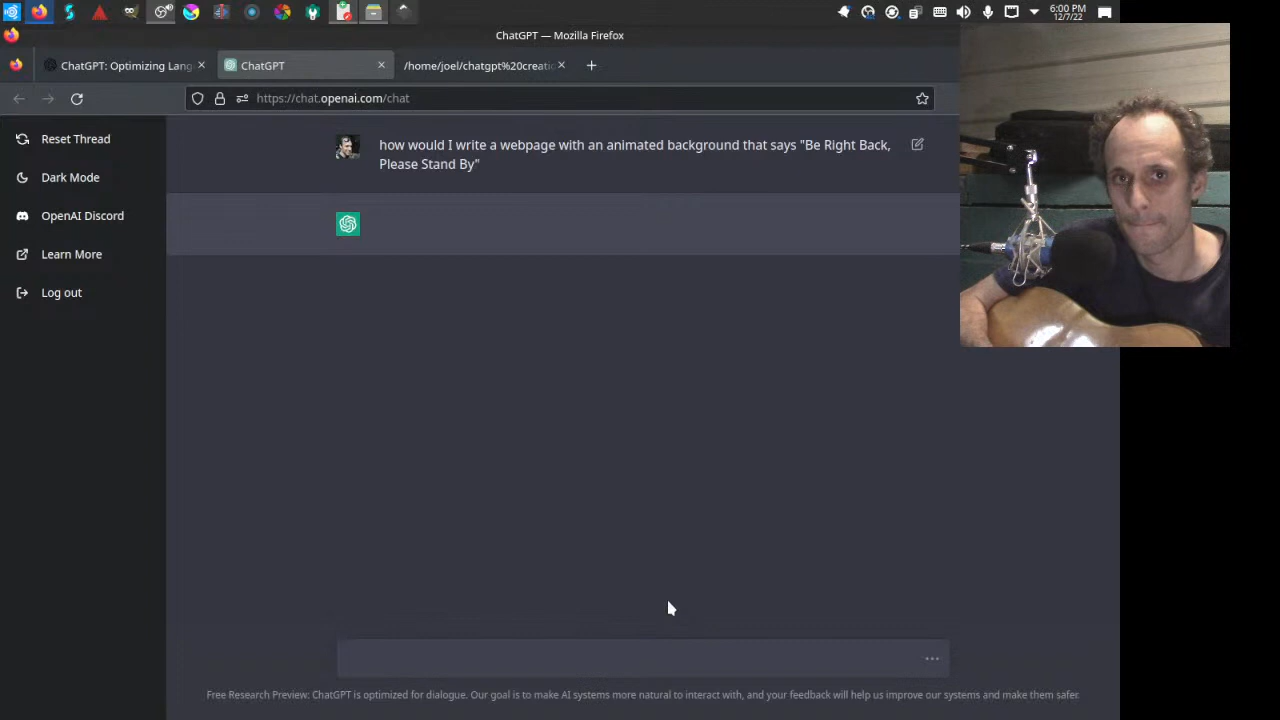 6:00 PM
12/7/22
ChatGPT — Mozilla Firefox
ChatGPT: Optimizing Lang
ChatGPT
/home/joel/chatgpt%20creatio
https://chat.openai.com/chat
Reset Thread
Dark Mode
OpenAI Discord
Learn More
Log out
how would I write a webpage with an animated background that says "Be Right Back,
Please Stand By"
Free Research Preview: ChatGPT is optimized for dialogue. Our goal is to make AI systems more natural to interact with, and your feedback will help us improve our systems and make them safer.